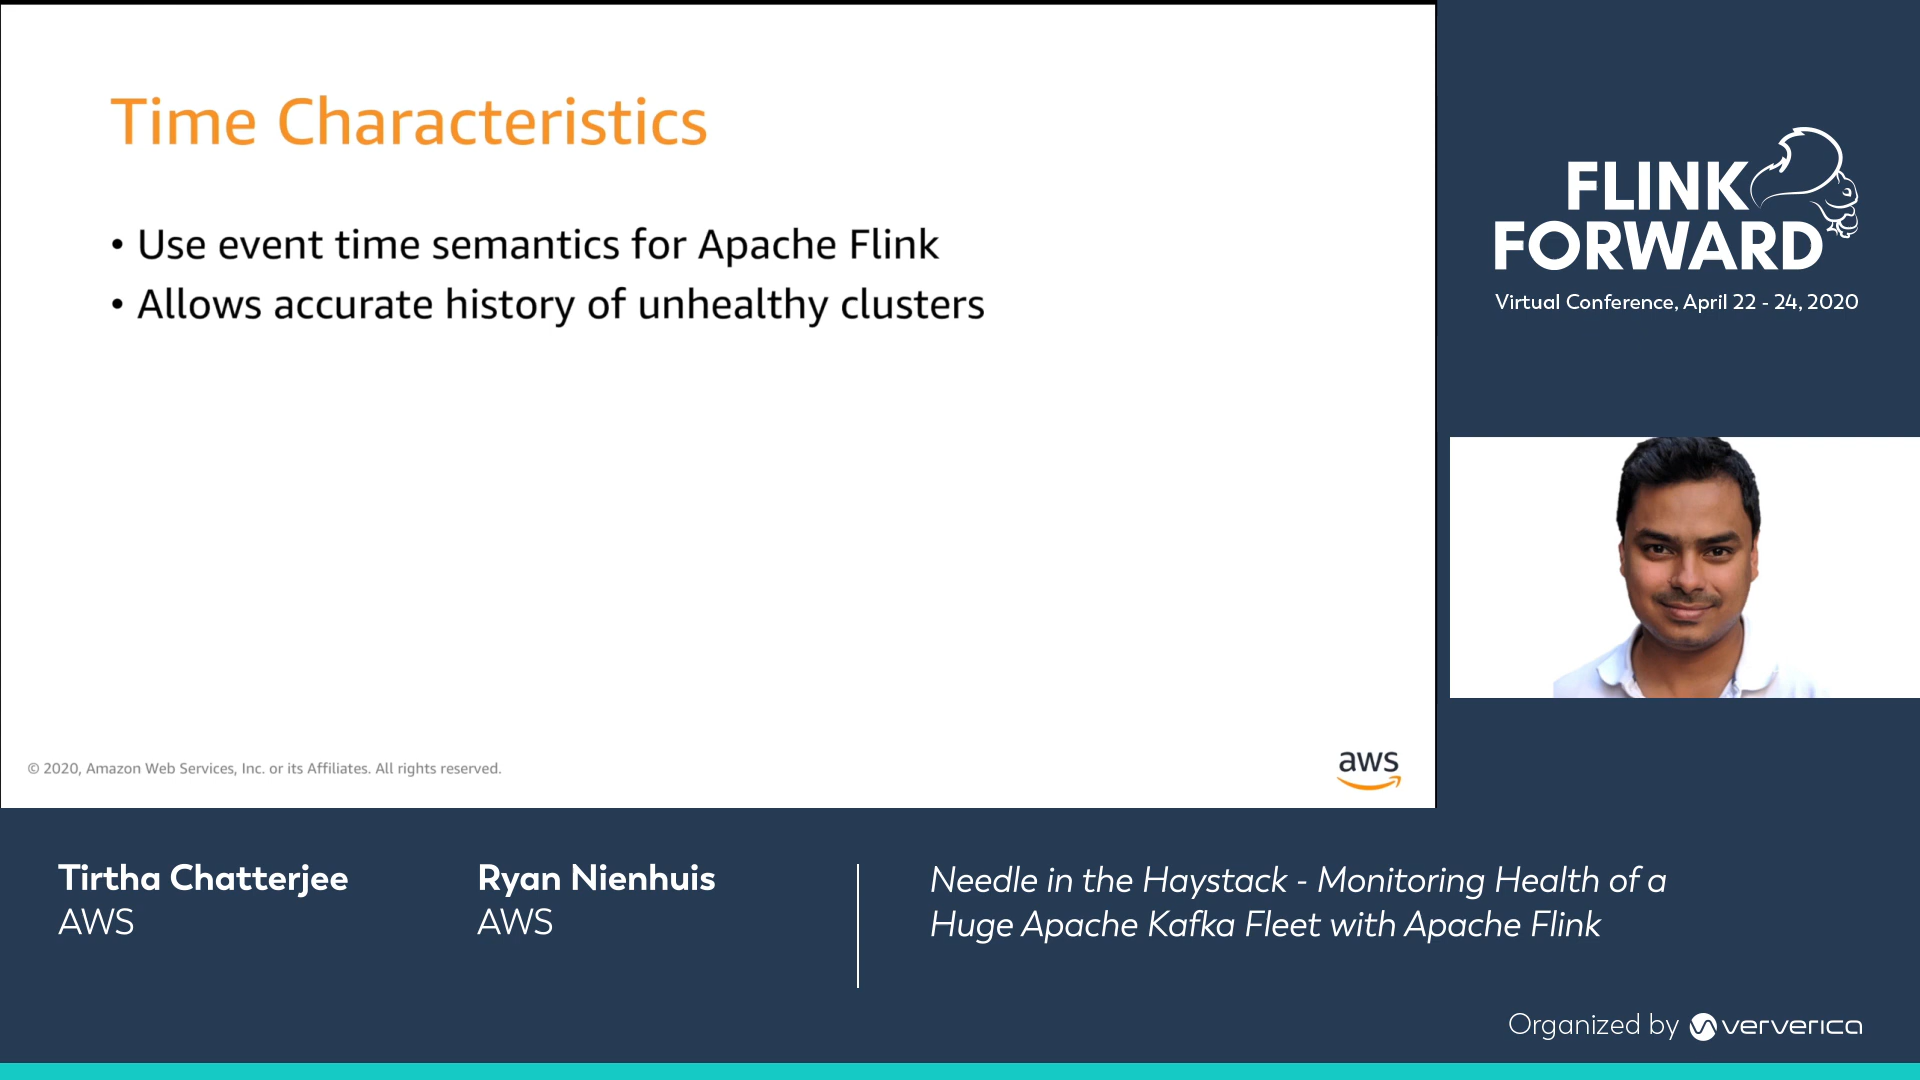 Time Characteristics
• Use event time semantics for Apache Flink
• Allows accurate history of unhealthy clusters
© 2020, Amazon Web Services, Inc. or its Affiliates. All rights reserved.
aws
FLINK
FORWARD
Virtual Conference, April 22 - 24, 2020
Tirtha Chatterjee
AWS
Ryan Nienhuis
AWS
Needle in the Haystack - Monitoring Health of a
Huge Apache Kafka Fleet with Apache Flink
Organized by ververica